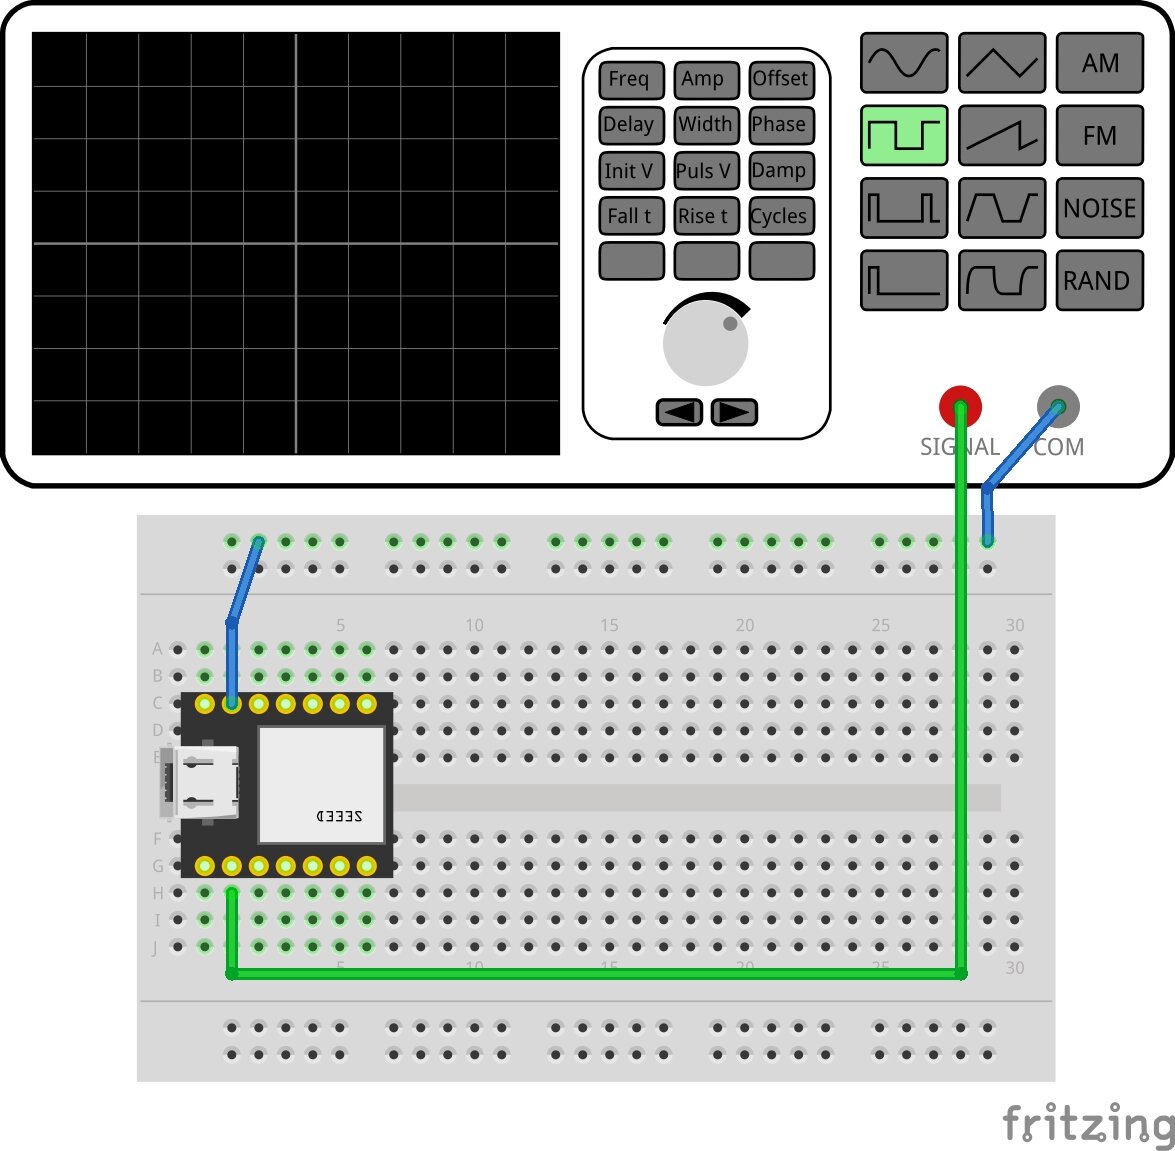 Freq Amp Offset
Delay Width Phase
Init V Puls V Damp
Fall t Rise t Cycles
AM
FM
NOISE
RAND
SIGNAL COM
5 10 15 20 25 30
A
B
C
D
E
SEEED
F
G
H
I
J
5 10 15 20 25 30
fritzing